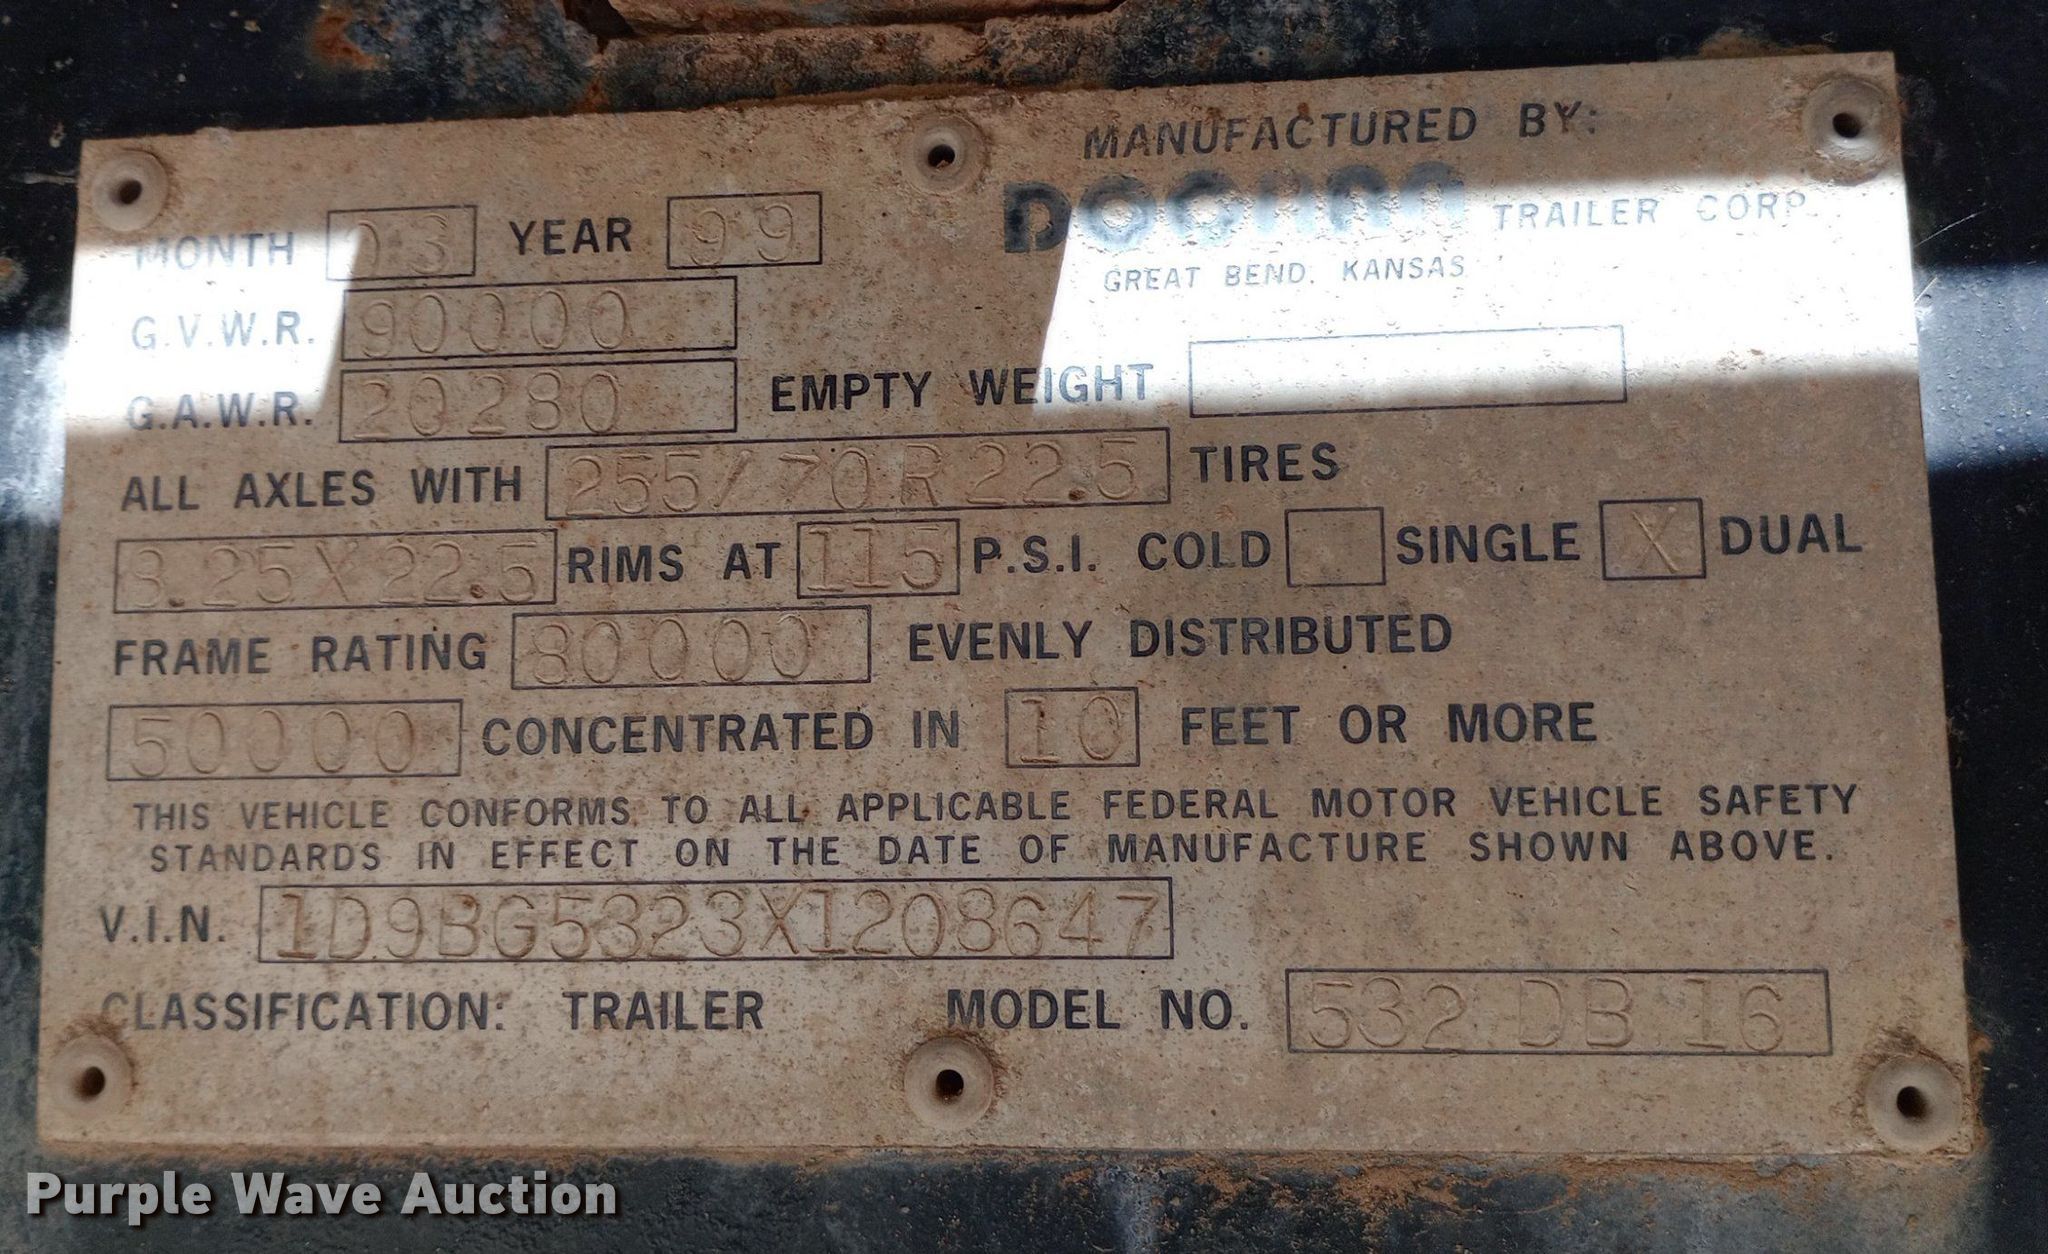 MANUFACTURED BY:
MONTH 03 YEAR 99 DOONAN TRAILER CORP.
GREAT BEND, KANSAS
G.V.W.R. 90000
G.A.W.R. 20280 EMPTY WEIGHT
ALL AXLES WITH 255/70R22.5 TIRES
8.25X22.5 RIMS AT 115 P.S.I. COLD SINGLE X DUAL
FRAME RATING 80000 EVENLY DISTRIBUTED
50000 CONCENTRATED IN 10 FEET OR MORE
THIS VEHICLE CONFORMS TO ALL APPLICABLE FEDERAL MOTOR VEHICLE SAFETY
STANDARDS IN EFFECT ON THE DATE OF MANUFACTURE SHOWN ABOVE.
V.I.N. 1D9BG5323X1208647
CLASSIFICATION: TRAILER MODEL NO. 532 DB 16
Purple Wave Auction